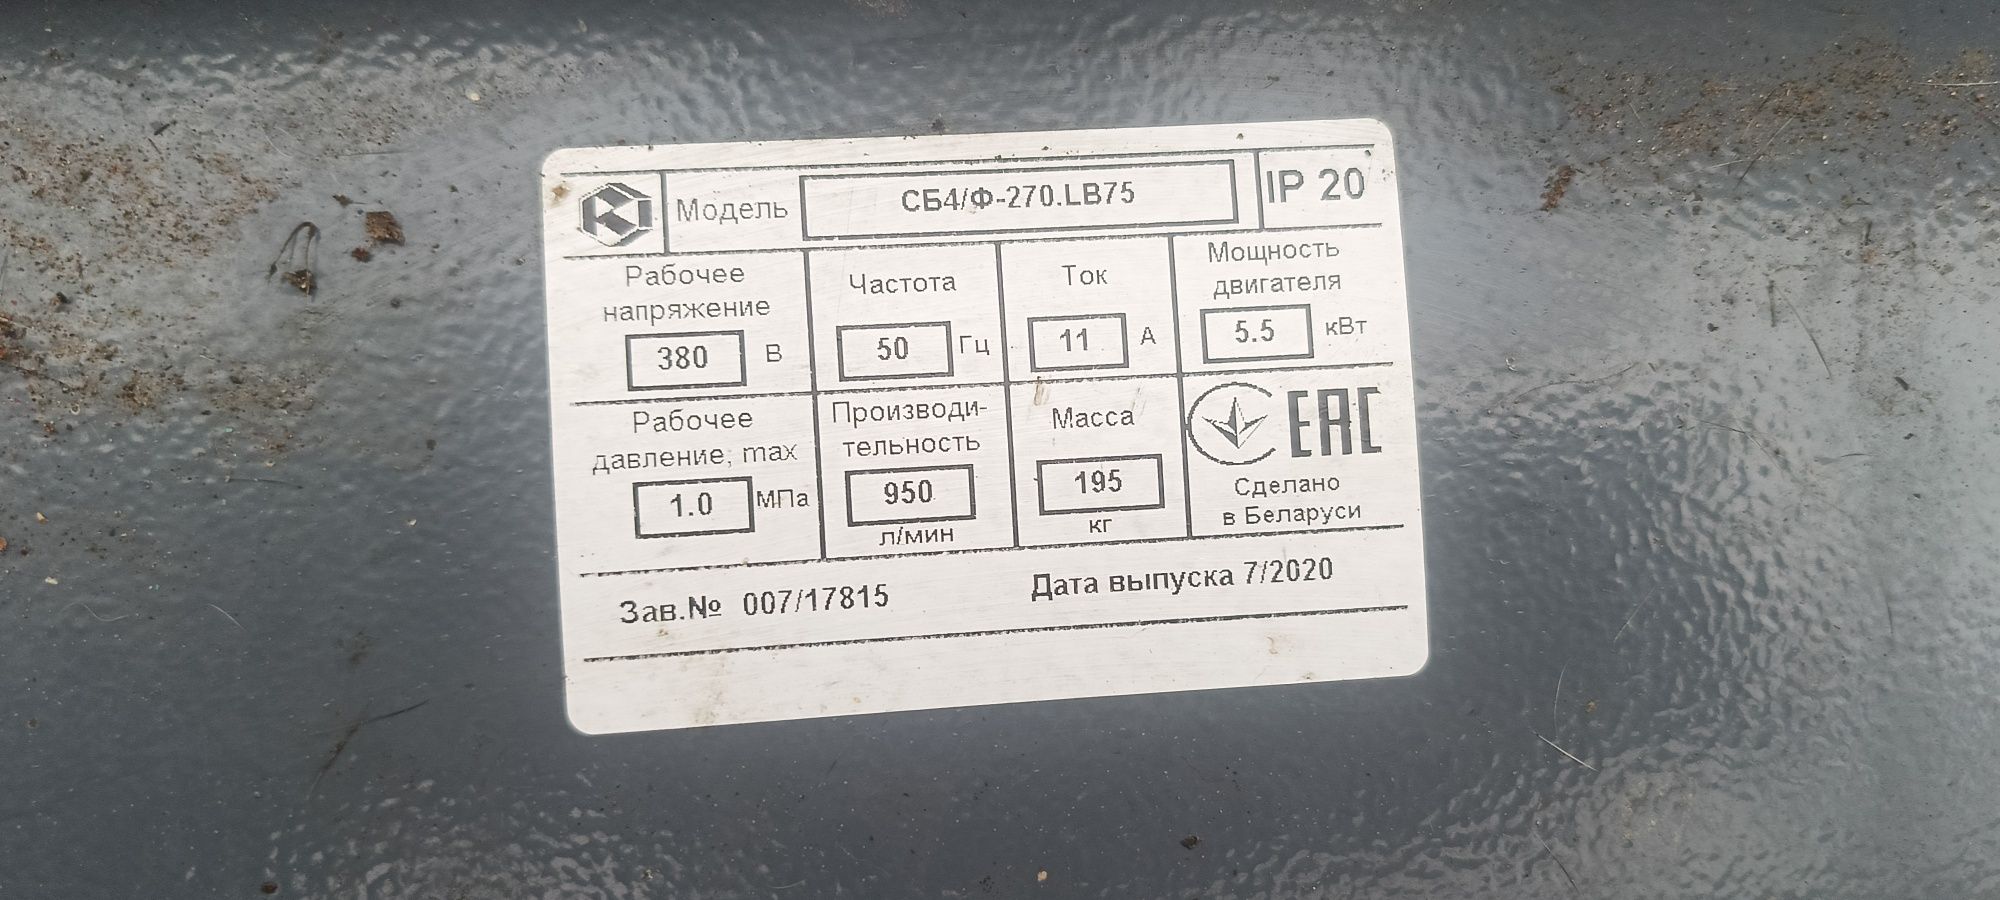 Модель СБ4/Ф-270.LB75 IP 20
Рабочее напряжение 380 В
Частота 50 Гц
Ток 11 А
Мощность двигателя 5.5 кВт
Рабочее давление, max 1.0 МПа
Производи-
тельность 950 л/мин
Масса 195 кг
EAC
Сделано
в Беларуси
Зав.№ 007/17815 Дата выпуска 7/2020